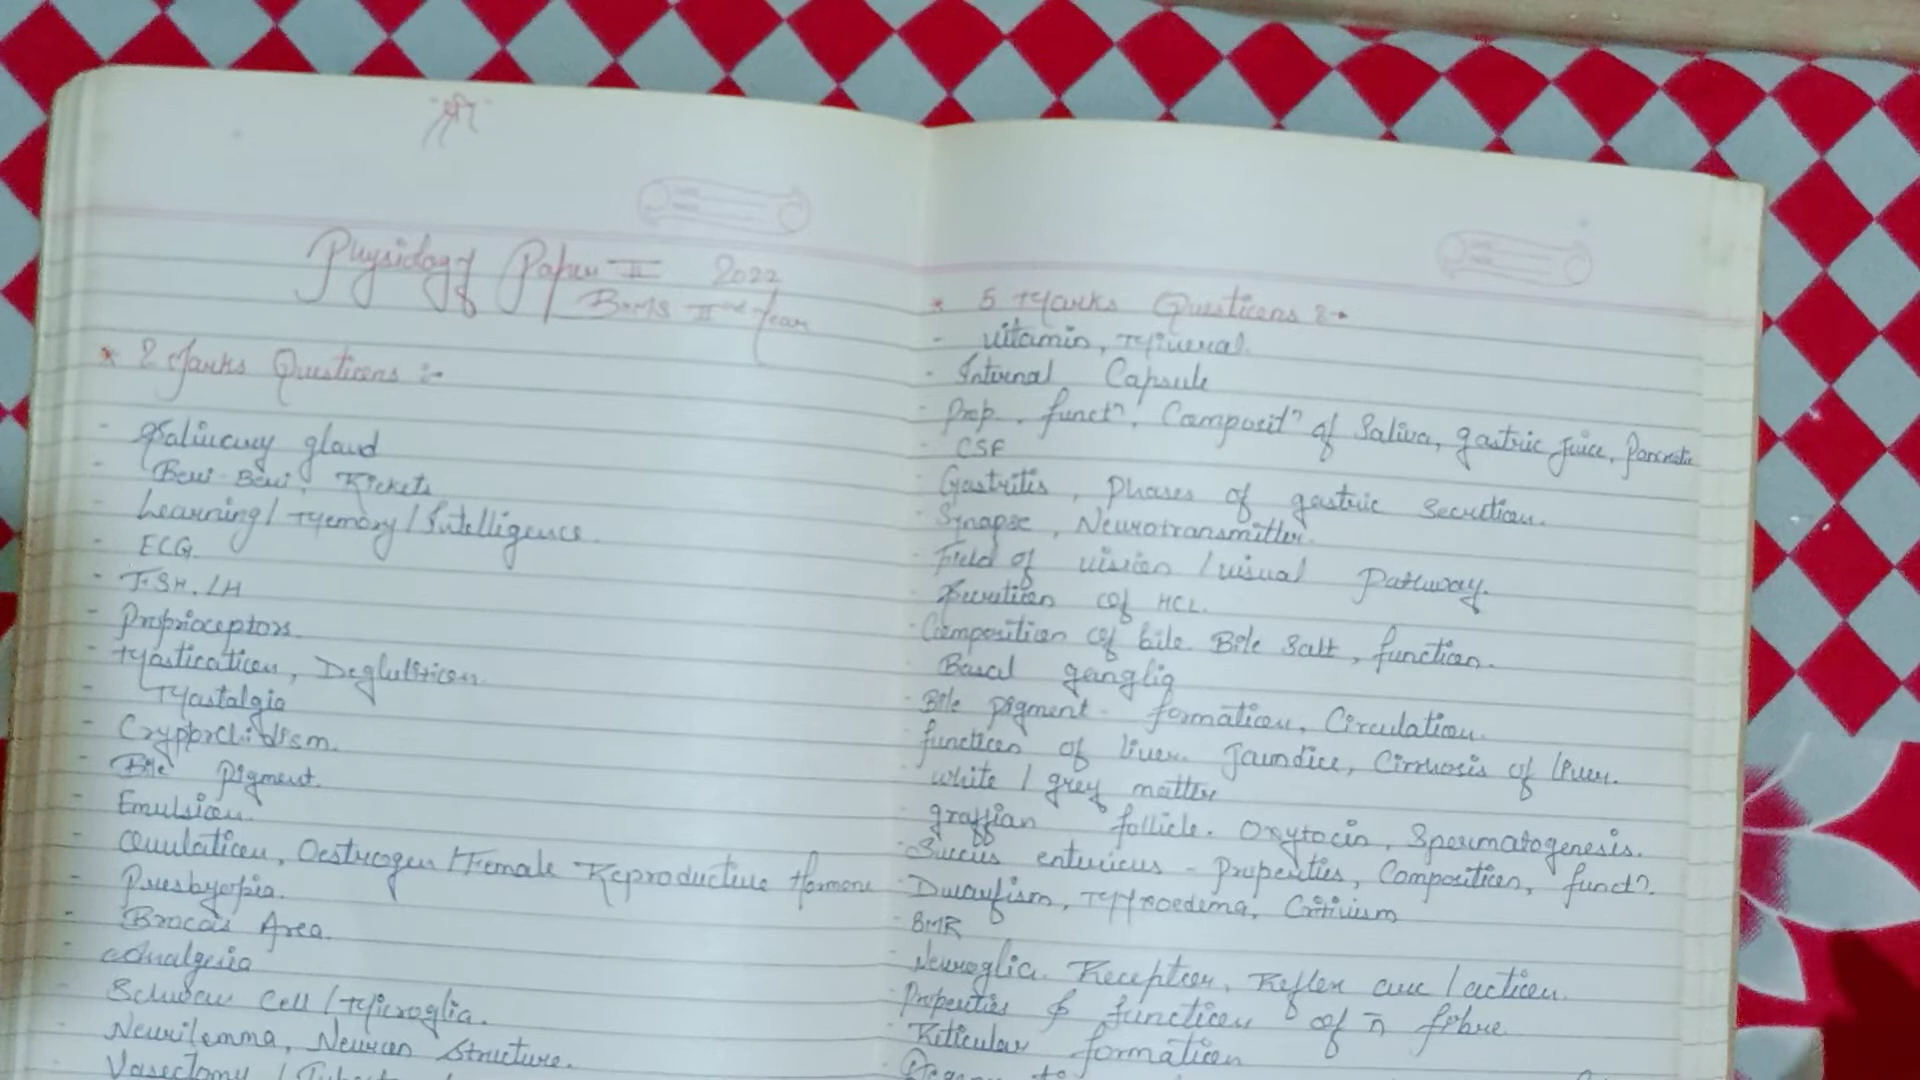 "श्री"
Physiology Paper II 2022
BHMS IInd Year
* 2 Marks Questions :-
- Salivary gland
- Beri-Beri, Rickets
- Learning / Memory / Intelligence.
- ECG.
- FSH, LH
- Proprioceptors
- Mastication, Deglutition
- Mastalgia
- Cryptorchidism.
- Bile pigment.
- Emulsion.
- Ovulation, Oestrogen / Female Reproductive Hormone
- Presbyopia.
- Broca's Area.
- Schwan Cell / Microglia.
- Neurilemma, Neuron Structure.
Vasectomy /
* 5 Marks Questions :-
- Vitamin, Mineral.
- Internal Capsule
- Prop. functⁿ, Compositⁿ of Saliva, gastric juice, Pancreatic
- CSF
- Gastritis, Phases of gastric secretion.
- Synapse, Neurotransmitter.
- Field of vision / visual Pathway.
- Secretion of HCL.
- Composition of bile. Bile Salt, function.
- Basal ganglia
- Bile pigment - formation, Circulation.
- function of liver. Jaundice, Cirrhosis of liver.
- white / grey matter
- graffian follicle. Oxytocin, Spermatogenesis.
- Succus entericus - Properties, Composition, functⁿ.
- Dwarfism, Myxoedema, Cretinism
- BMR
- Neuroglia. Receptor, Reflex arc / action.
- Properties & function of n̄ fibre
- Reticular formation